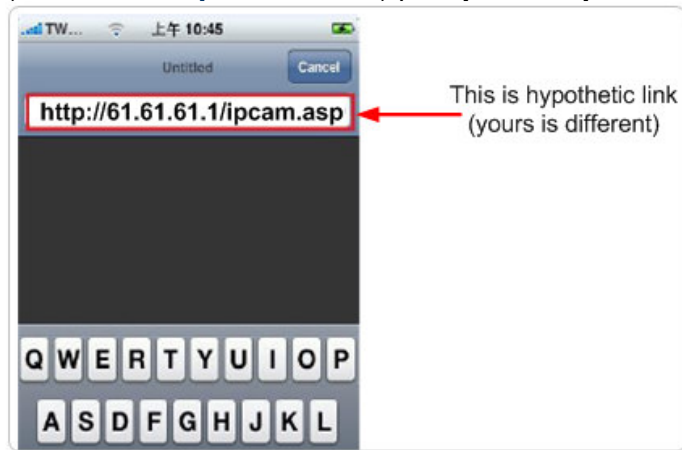 TW... 上午 10:45
Untitled
Cancel
http://61.61.61.1/ipcam.asp
This is hypothetic link
(yours is different)
Q W E R T Y U I O P
A S D F G H J K L